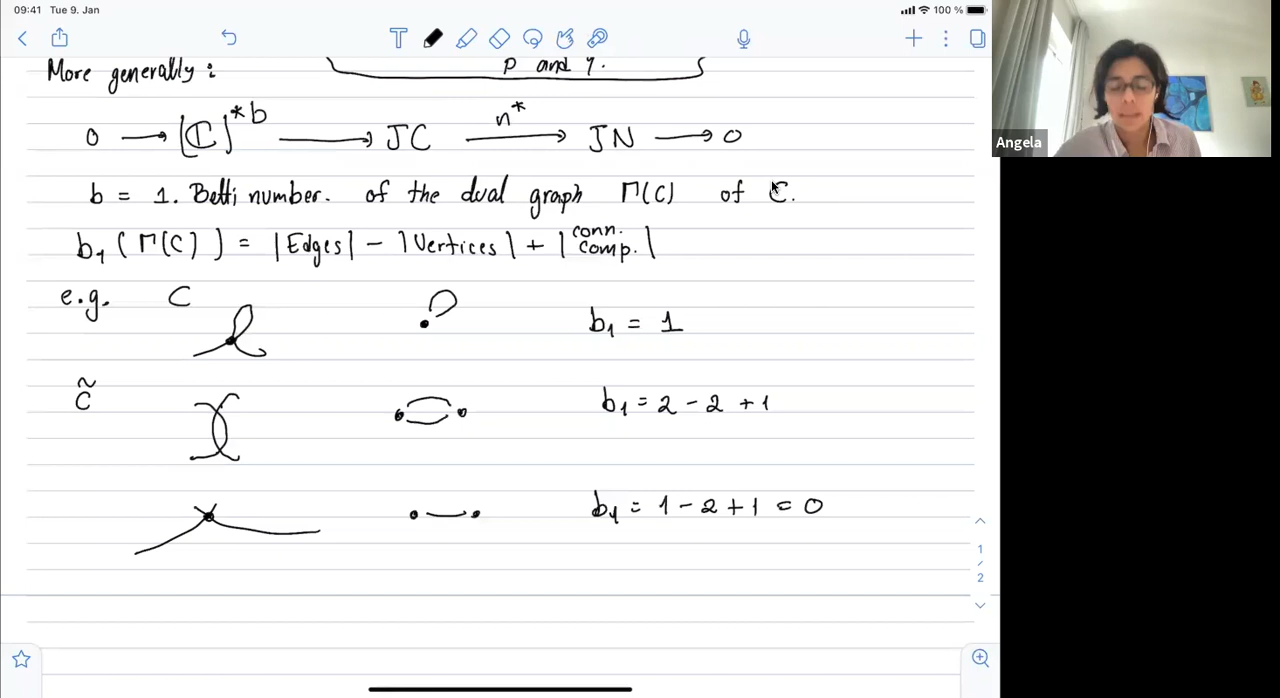 09:41 Tue 9. Jan
100 %
More generally:
p and q.
0 → [ℂ]*b → JC n* → JN → 0
b = 1. Betti number. of the dual graph Γ(C) of C.
b₁(Γ(C)) = |Edges| - |Vertices| + |conn. comp.|
e.g. C
b₁ = 1
C̃
b₁ = 2 - 2 + 1
b₁ = 1 - 2 + 1 = 0
Angela
1
/
2